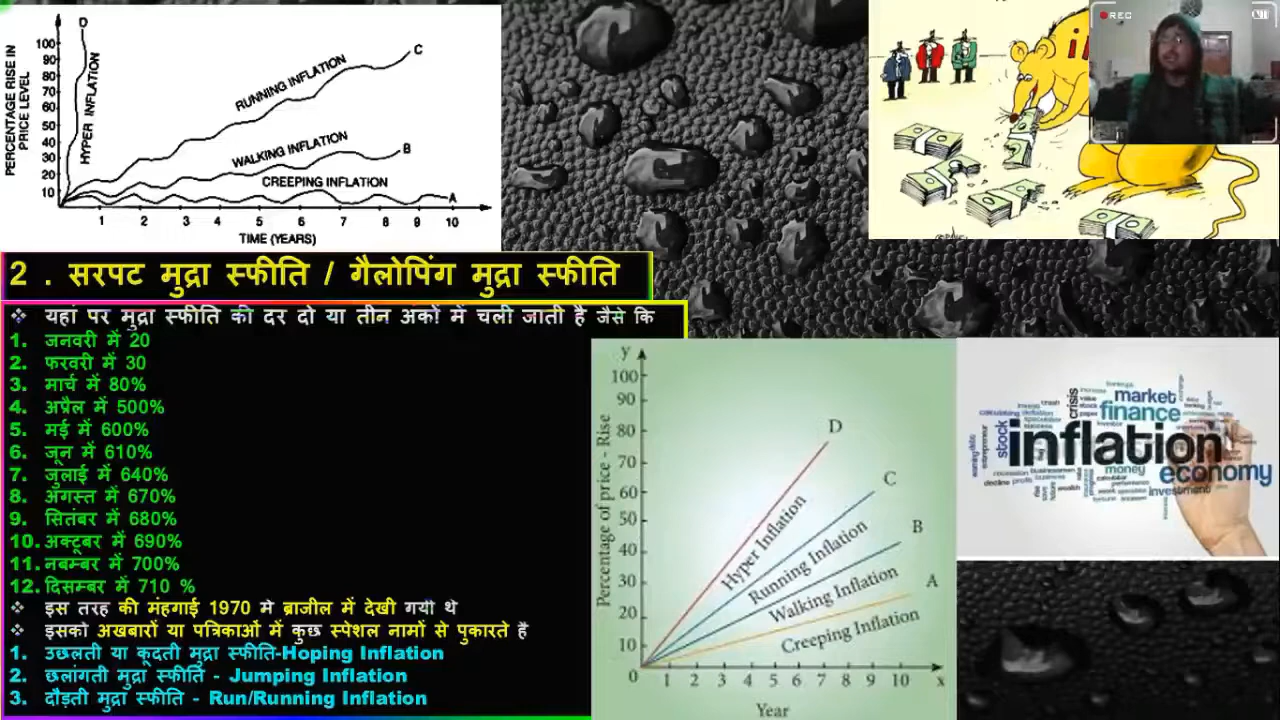 D
100
90
80
70
60
50
40
30
20
10
PERCENTAGE RISE IN
PRICE LEVEL
HYPER INFLATION
RUNNING INFLATION
C
WALKING INFLATION
B
CREEPING INFLATION
A
1 2 3 4 5 6 7 8 9 10
TIME (YEARS)
REC
2 . सरपट मुद्रा स्फीति / गैलोपिंग मुद्रा स्फीति
❖ यहां पर मुद्रा स्फीति की दर दो या तीन अंकों में चली जाती है जैसे कि
1. जनवरी में 20
2. फरवरी में 30
3. मार्च में 80%
4. अप्रैल में 500%
5. मई में 600%
6. जून में 610%
7. जुलाई में 640%
8. अगस्त में 670%
9. सितंबर में 680%
10. अक्टूबर में 690%
11. नबम्बर में 700%
12. दिसम्बर में 710 %
❖ इस तरह की मंहगाई 1970 मे ब्राजील में देखी गयी थे
❖ इसको अखबारों या पत्रिकाओं में कुछ स्पेशल नामों से पुकारते है
1. उछलती या कूदती मुद्रा स्फीति-Hoping Inflation
2. छलांगती मुद्रा स्फीति - Jumping Inflation
3. दौड़ती मुद्रा स्फीति - Run/Running Inflation
y
100
90
80
70
60
50
40
30
20
10
0
Percentage of price - Rise
D
Hyper Inflation
C
Running Inflation
B
Walking Inflation
A
Creeping Inflation
1 2 3 4 5 6 7 8 9 10 x
Year
crisis
market
finance
stock
inflation
economy
money
investment